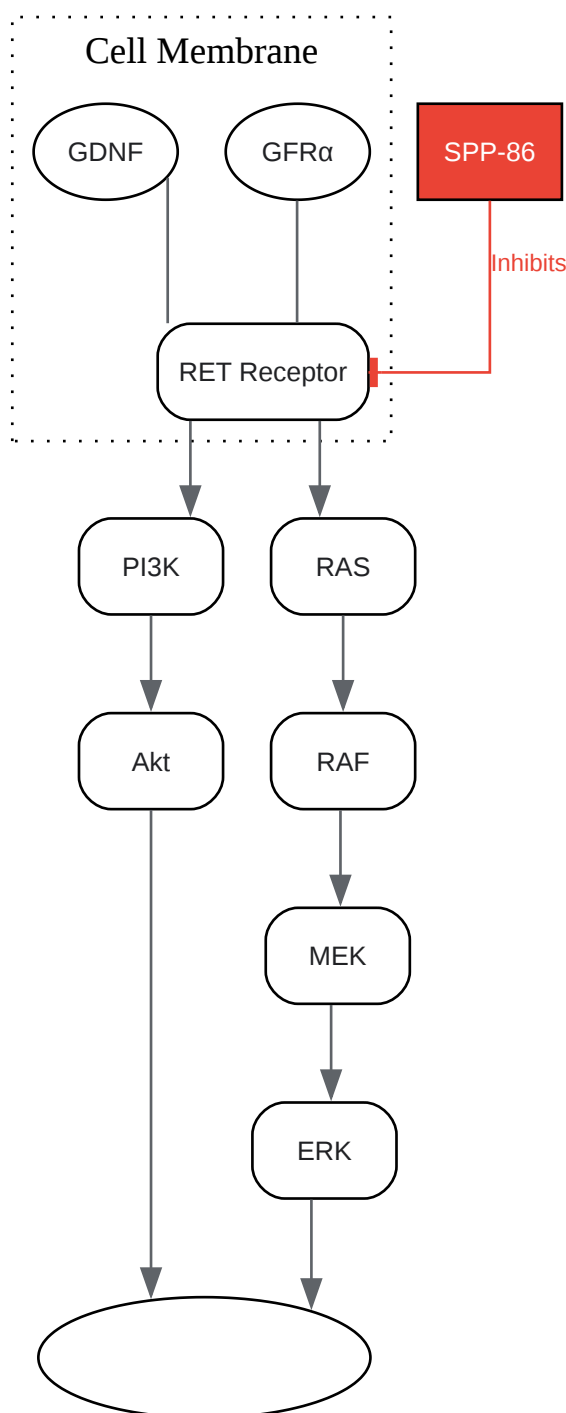 Cell Membrane
GDNF
GFRα
SPP-86
Inhibits
RET Receptor
PI3K
RAS
Akt
RAF
MEK
ERK